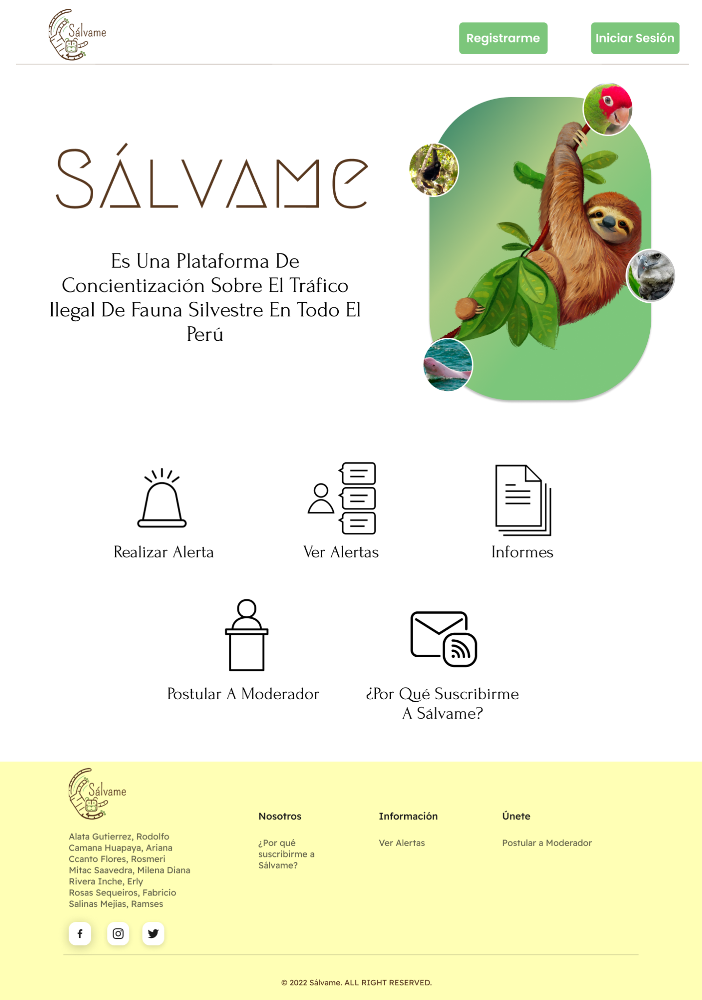 Sálvame
Registrarme
Iniciar Sesión
SÁLVAME
Es Una Plataforma De
Concientización Sobre El Tráfico
Ilegal De Fauna Silvestre En Todo El
Perú
Realizar Alerta
Ver Alertas
Informes
Postular A Moderador
¿Por Qué Suscribirme
A Sálvame?
Sálvame
Alata Gutierrez, Rodolfo
Camana Huapaya, Ariana
Ccanto Flores, Rosmeri
Mitac Saavedra, Milena Diana
Rivera Inche, Erly
Rosas Sequeiros, Fabricio
Salinas Mejías, Ramses
Nosotros
¿Por qué
suscribirme a
Sálvame?
Información
Ver Alertas
Únete
Postular a Moderador
© 2022 Sálvame. ALL RIGHT RESERVED.